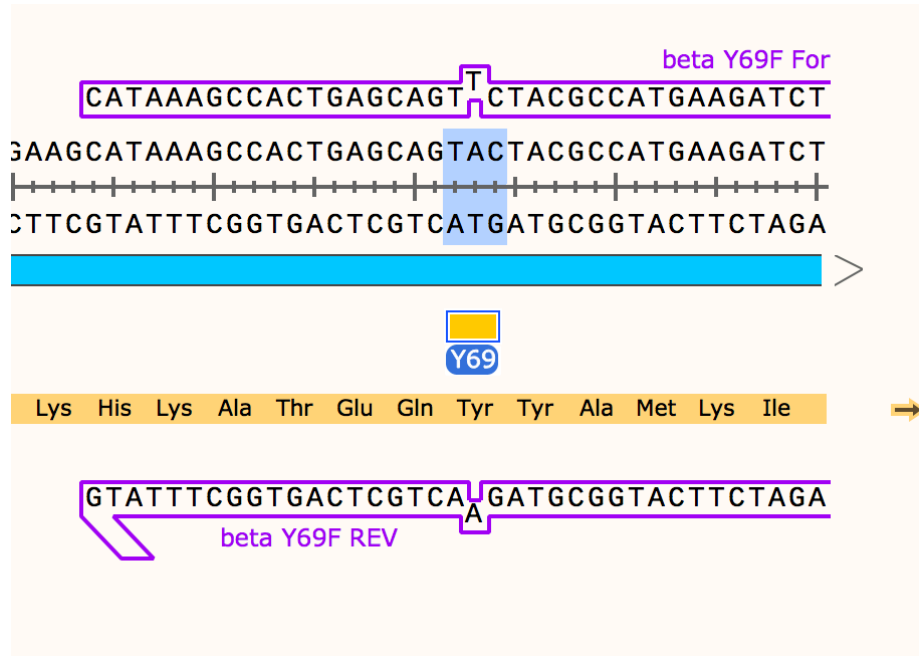 beta Y69F For
CATAAAGCCACTGAGCAGTTCTACGCCATGAAGATCT
GAAGCATAAAGCCACTGAGCAGTACTACGCCATGAAGATCT
CTTCGTATTTCGGTGACTCGTCATGATGCGGTACTTCTAGA
Y69
Lys His Lys Ala Thr Glu Gln Tyr Tyr Ala Met Lys Ile
GTATTTCGGTGACTCGTCAAGATGCGGTACTTCTAGA
beta Y69F REV